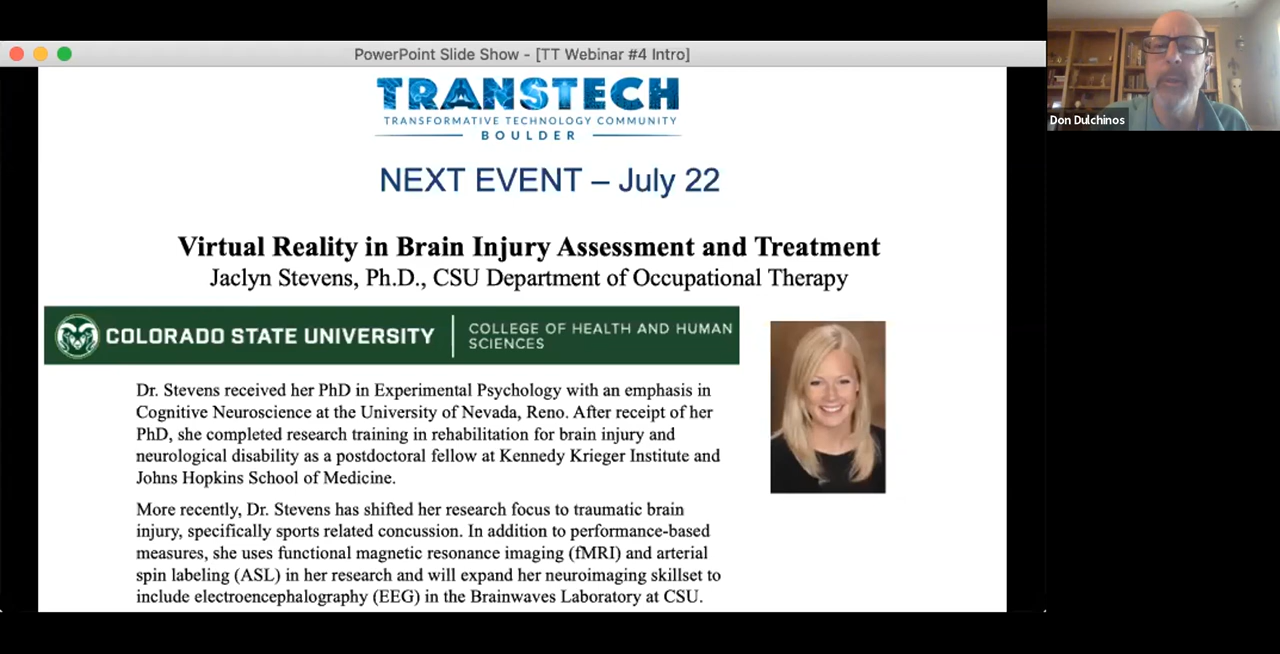 PowerPoint Slide Show - [TT Webinar #4 Intro]
TRANSTECH
TRANSFORMATIVE TECHNOLOGY COMMUNITY
BOULDER
NEXT EVENT – July 22
Virtual Reality in Brain Injury Assessment and Treatment
Jaclyn Stevens, Ph.D., CSU Department of Occupational Therapy
COLORADO STATE UNIVERSITY
COLLEGE OF HEALTH AND HUMAN
SCIENCES
Dr. Stevens received her PhD in Experimental Psychology with an emphasis in
Cognitive Neuroscience at the University of Nevada, Reno. After receipt of her
PhD, she completed research training in rehabilitation for brain injury and
neurological disability as a postdoctoral fellow at Kennedy Krieger Institute and
Johns Hopkins School of Medicine.
More recently, Dr. Stevens has shifted her research focus to traumatic brain
injury, specifically sports related concussion. In addition to performance-based
measures, she uses functional magnetic resonance imaging (fMRI) and arterial
spin labeling (ASL) in her research and will expand her neuroimaging skillset to
include electroencephalography (EEG) in the Brainwaves Laboratory at CSU.
Don Dulchinos